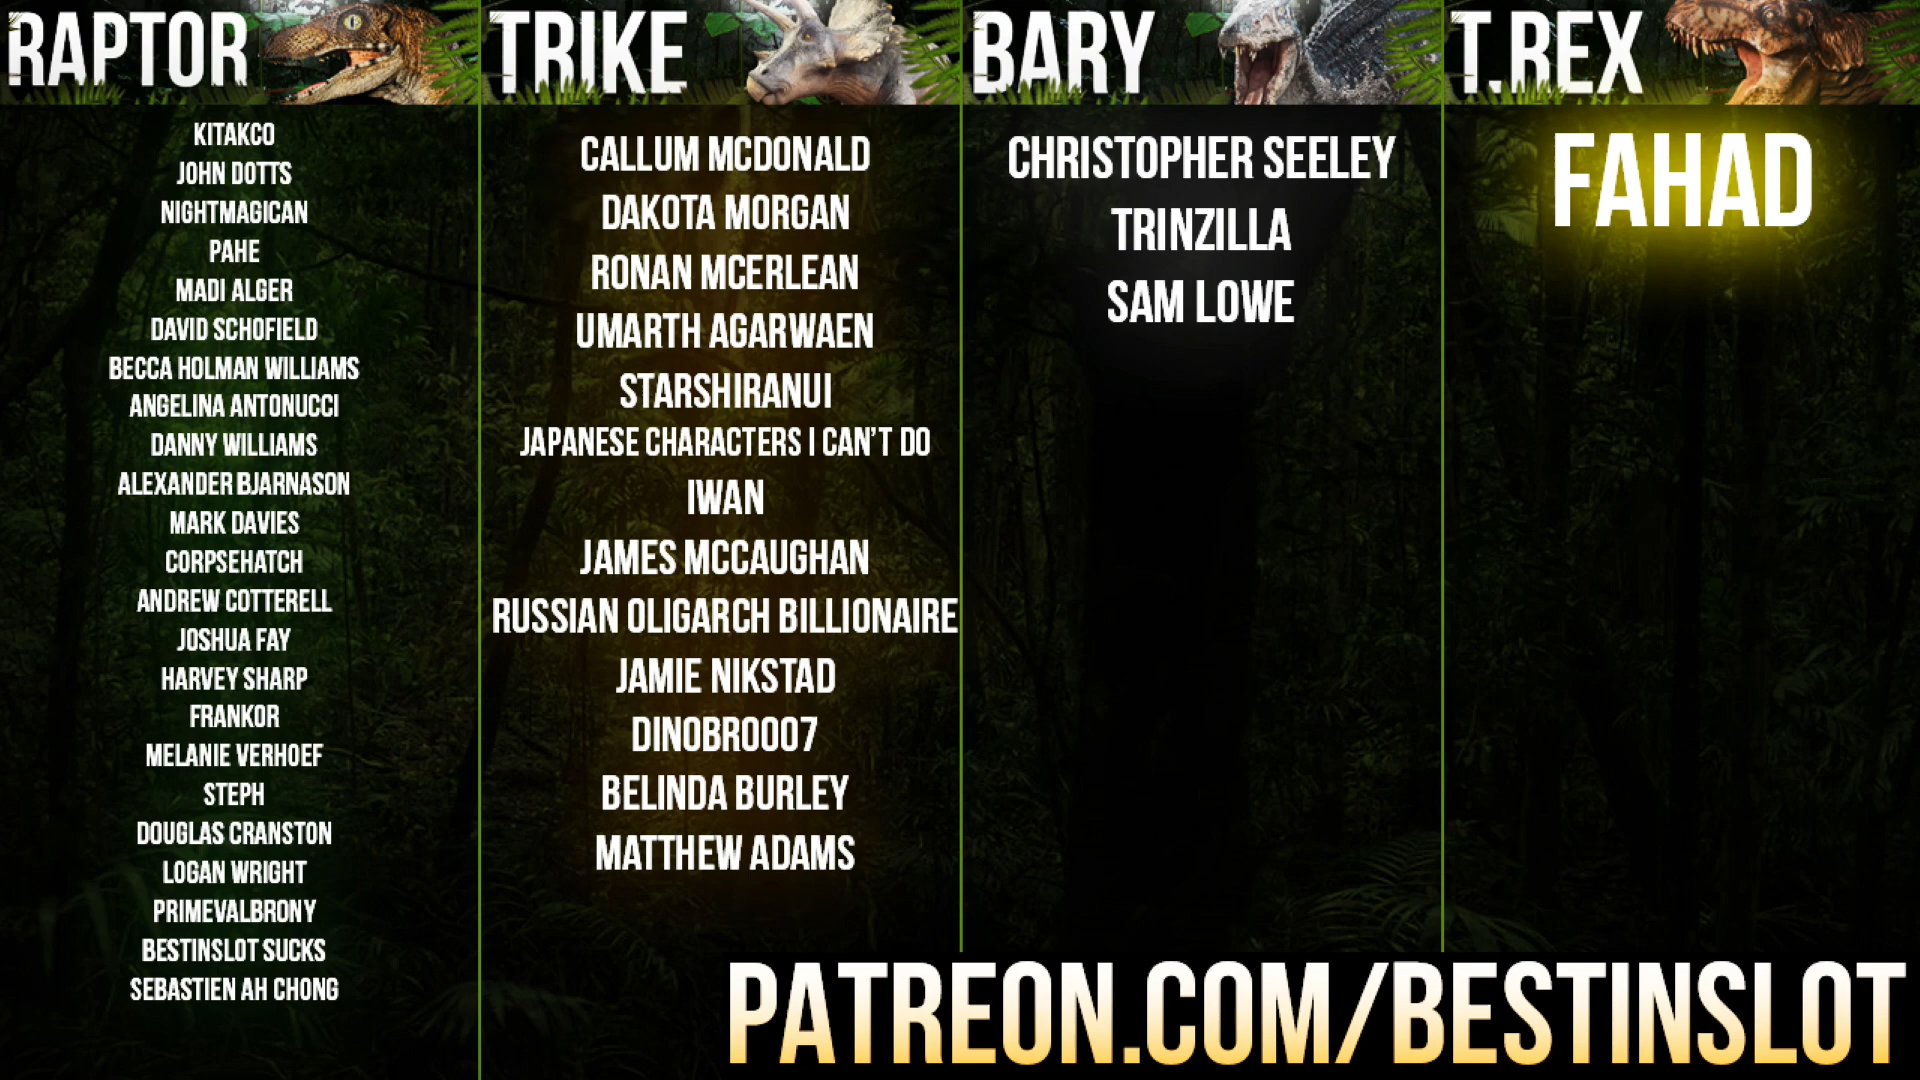 RAPTOR
KITAKCO
JOHN DOTTS
NIGHTMAGICAN
PAHE
MADI ALGER
DAVID SCHOFIELD
BECCA HOLMAN WILLIAMS
ANGELINA ANTONUCCI
DANNY WILLIAMS
ALEXANDER BJARNASON
MARK DAVIES
CORPSEHATCH
ANDREW COTTERELL
JOSHUA FAY
HARVEY SHARP
FRANKOR
MELANIE VERHOEF
STEPH
DOUGLAS CRANSTON
LOGAN WRIGHT
PRIMEVALBRONY
BESTINSLOT SUCKS
SEBASTIEN AH CHONG
TRIKE
CALLUM MCDONALD
DAKOTA MORGAN
RONAN MCERLEAN
UMARTH AGARWAEN
STARSHIRANUI
JAPANESE CHARACTERS I CAN'T DO
IWAN
JAMES MCCAUGHAN
RUSSIAN OLIGARCH BILLIONAIRE
JAMIE NIKSTAD
DINOBRO007
BELINDA BURLEY
MATTHEW ADAMS
BARY
CHRISTOPHER SEELEY
TRINZILLA
SAM LOWE
T.REX
FAHAD
PATREON.COM/BESTINSLOT